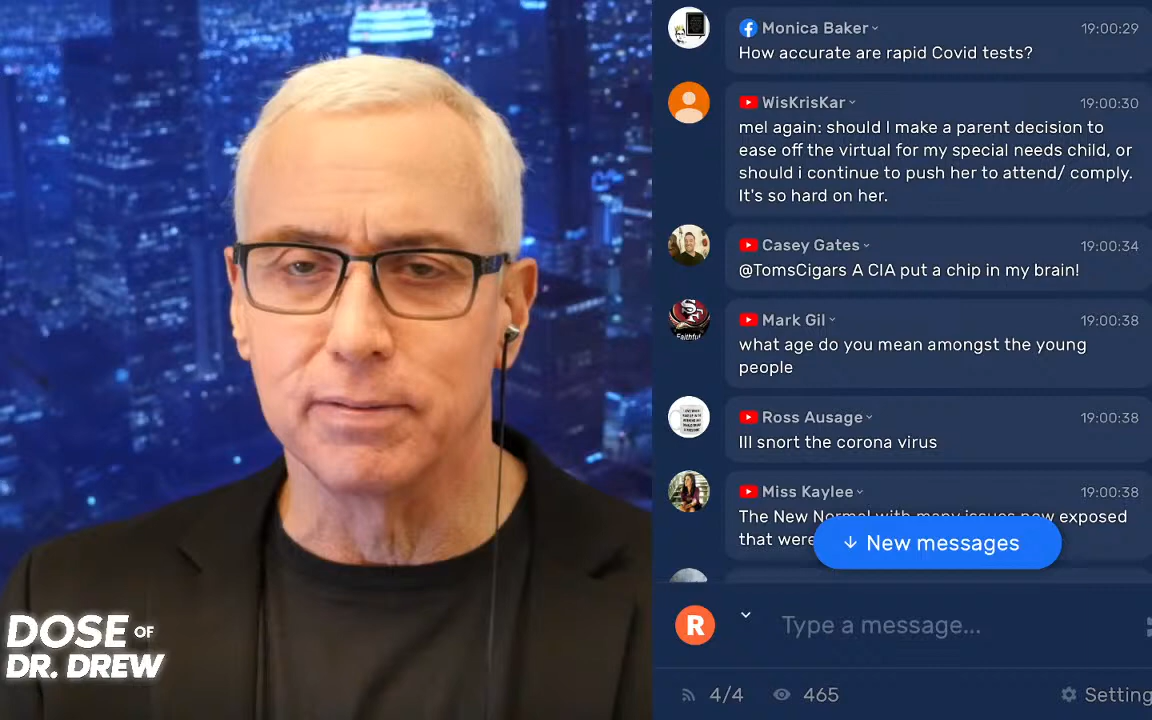 DOSE OF
DR. DREW
Monica Baker
19:00:29
How accurate are rapid Covid tests?
WisKrisKar
19:00:30
mel again: should I make a parent decision to
ease off the virtual for my special needs child, or
should i continue to push her to attend/ comply.
It's so hard on her.
Casey Gates
19:00:34
@TomsCigars A CIA put a chip in my brain!
Mark Gil
19:00:38
what age do you mean amongst the young
people
Ross Ausage
19:00:38
Ill snort the corona virus
Miss Kaylee
19:00:38
The New Normal with many issues now exposed
that were
New messages
R
Type a message...
4/4
465
Setting